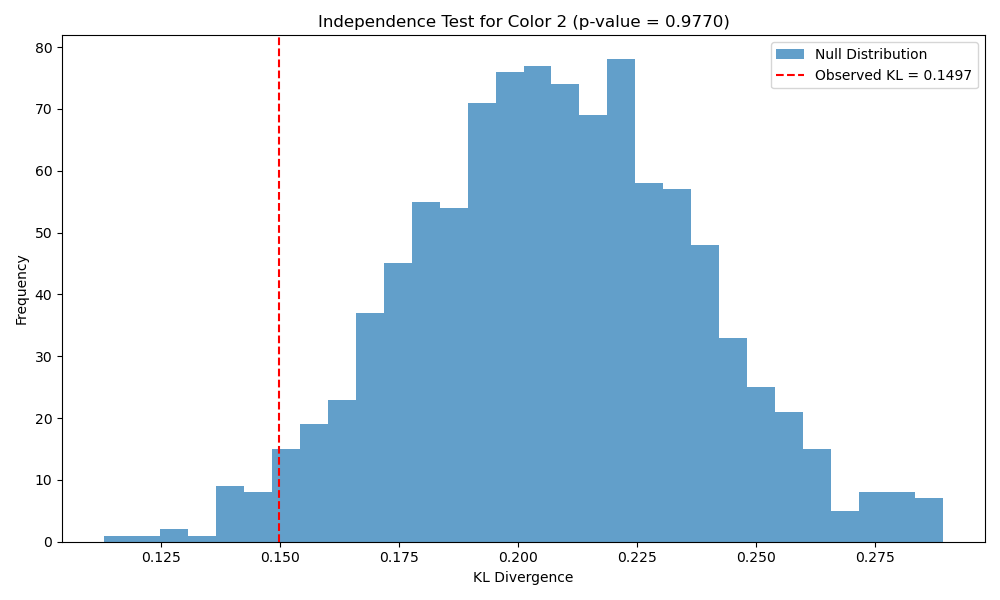 Independence Test for Color 2 (p-value = 0.9770)
Null Distribution
Observed KL = 0.1497
80
70
60
50
40
30
20
10
0
Frequency
0.125 0.150 0.175 0.200 0.225 0.250 0.275
KL Divergence